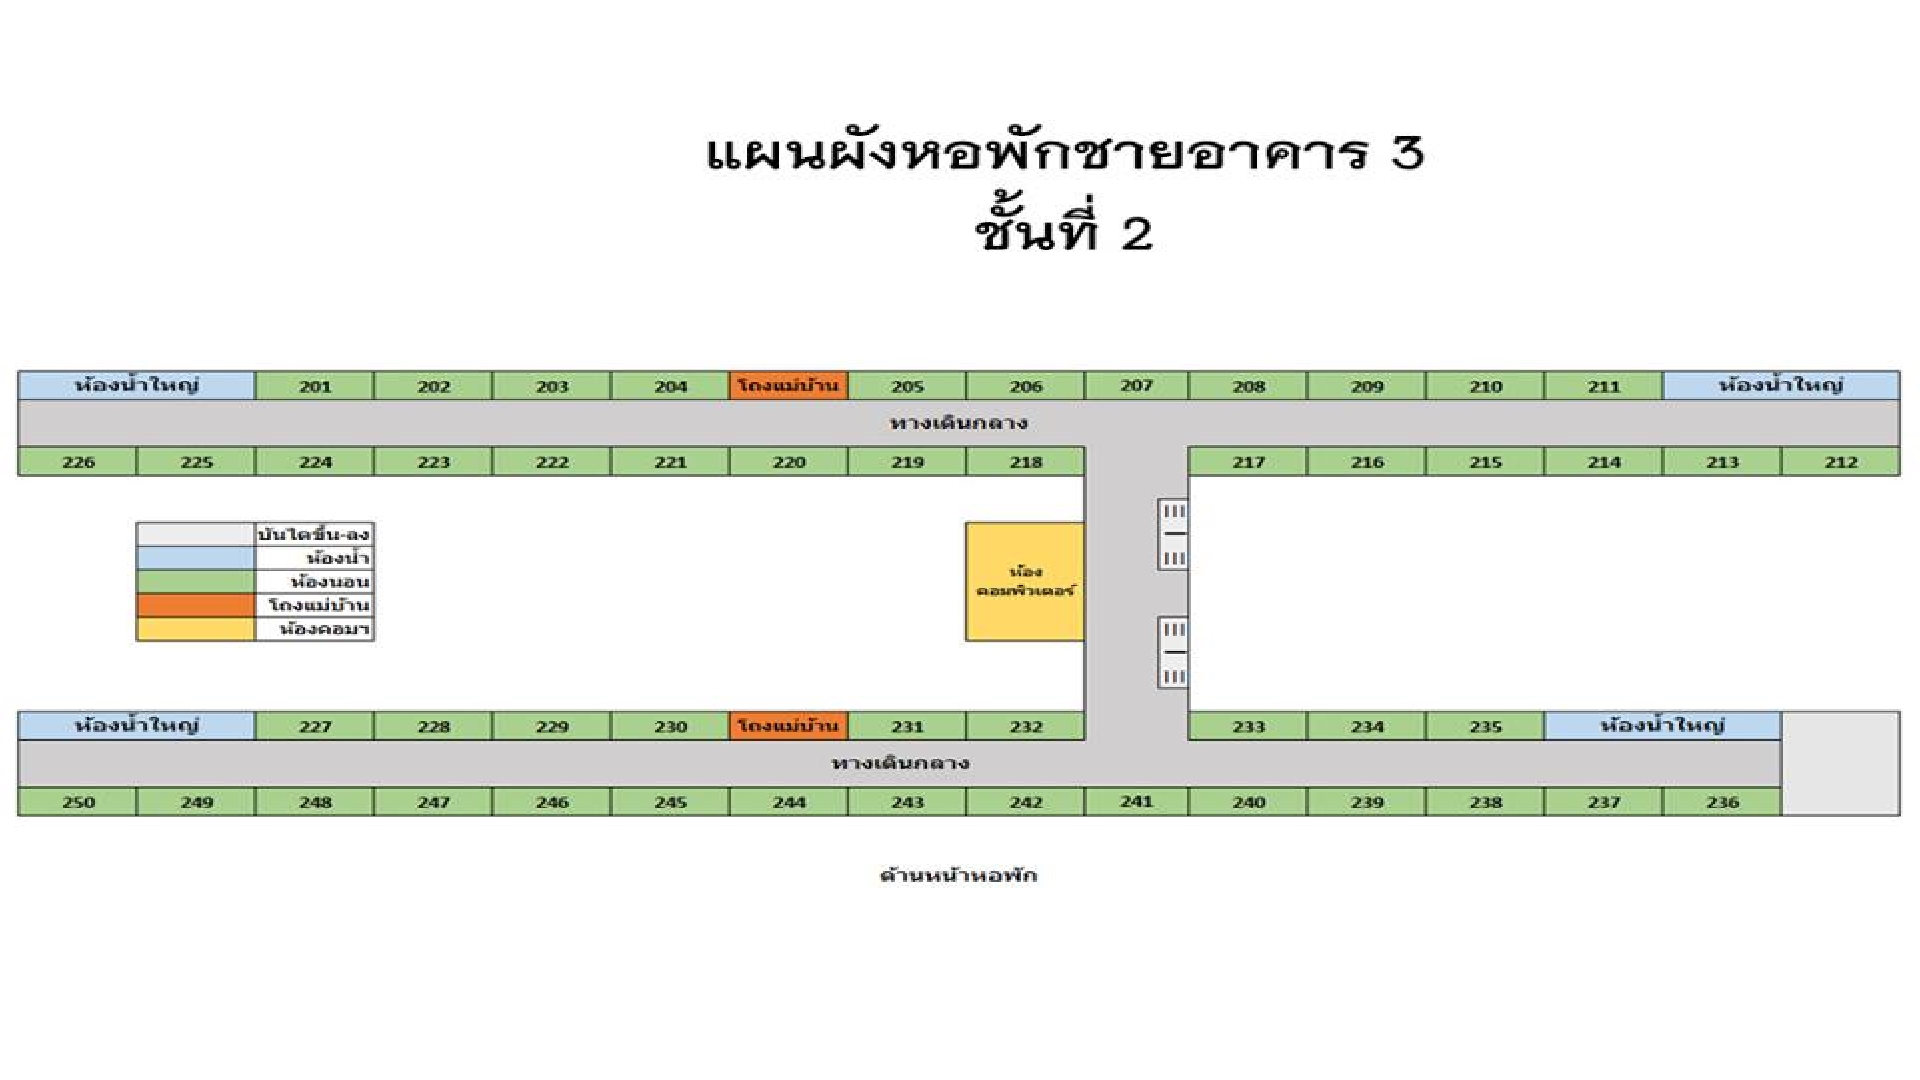 แผนผังหอพักชายอาคาร 3
ชั้นที่ 2
ห้องน้ำใหญ่ 201 202 203 204 โถงแม่บ้าน 205 206 207 208 209 210 211 ห้องน้ำใหญ่
ทางเดินกลาง
226 225 224 223 222 221 220 219 218 217 216 215 214 213 212
บันไดขึ้น-ลง
ห้องน้ำ
ห้องนอน
โถงแม่บ้าน
ห้องคอมฯ
ห้อง
คอมพิวเตอร์
ห้องน้ำใหญ่ 227 228 229 230 โถงแม่บ้าน 231 232 233 234 235 ห้องน้ำใหญ่
ทางเดินกลาง
250 249 248 247 246 245 244 243 242 241 240 239 238 237 236
ด้านหน้าหอพัก